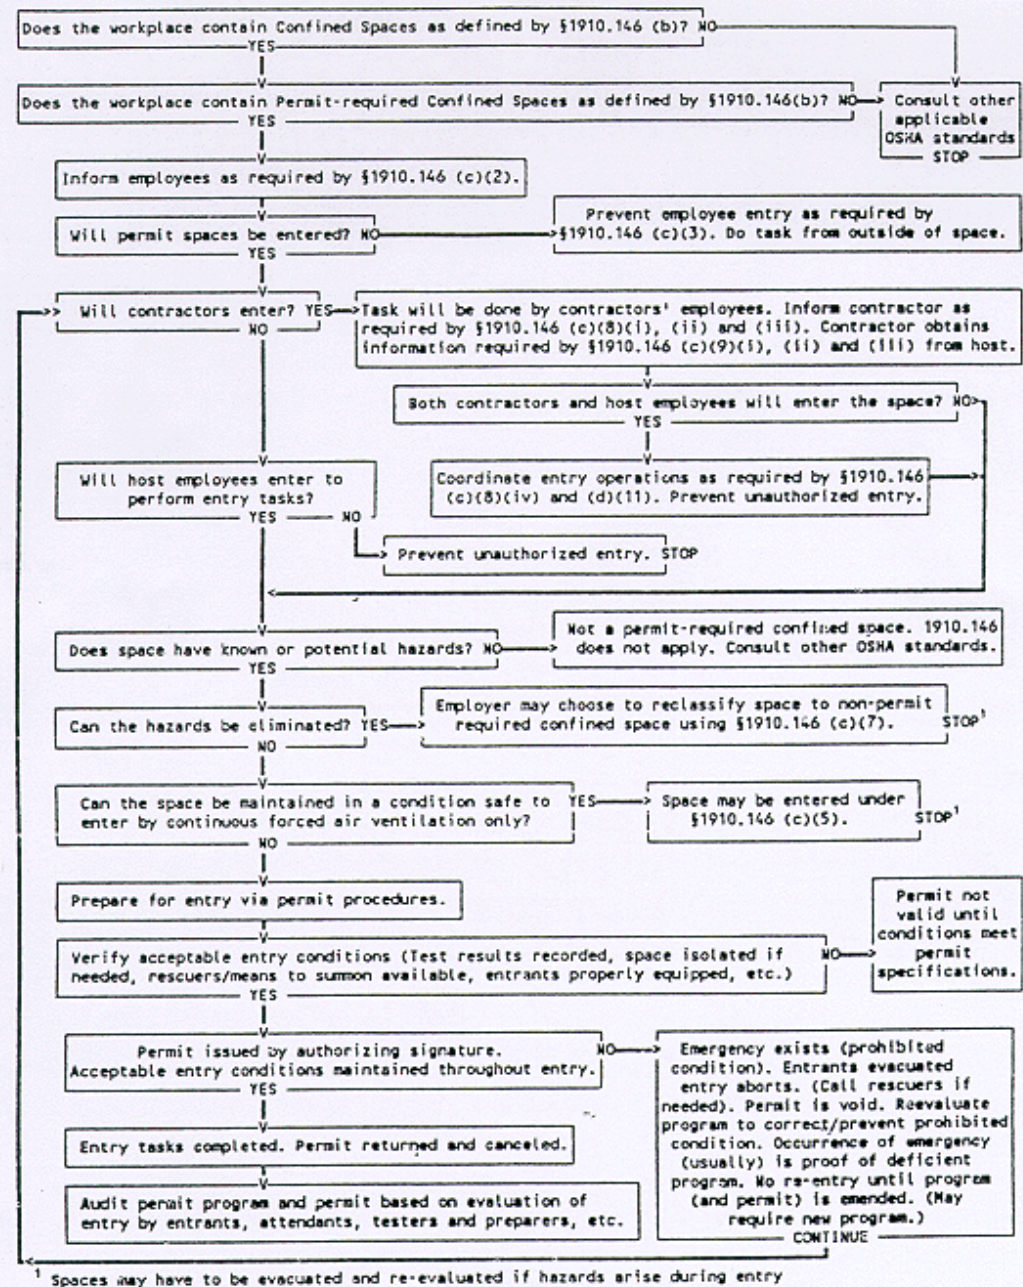 Does the workplace contain Confined Spaces as defined by §1910.146 (b)? NO
YES
Does the workplace contain Permit-required Confined Spaces as defined by §1910.146(b)? NO
YES
Consult other
applicable
OSHA standards
STOP
Inform employees as required by §1910.146 (c)(2).
Will permit spaces be entered? NO
YES
Prevent employee entry as required by
§1910.146 (c)(3). Do task from outside of space.
Will contractors enter? YES
NO
Task will be done by contractors' employees. Inform contractor as
required by §1910.146 (c)(8)(i), (ii) and (iii). Contractor obtains
information required by §1910.146 (c)(9)(i), (ii) and (iii) from host.
Both contractors and host employees will enter the space? NO
YES
Coordinate entry operations as required by §1910.146
(c)(8)(iv) and (d)(11). Prevent unauthorized entry.
Will host employees enter to
perform entry tasks?
YES NO
Prevent unauthorized entry. STOP
Does space have known or potential hazards? NO
YES
Not a permit-required confined space. 1910.146
does not apply. Consult other OSHA standards.
Can the hazards be eliminated? YES
NO
Employer may choose to reclassify space to non-permit
required confined space using §1910.146 (c)(7).
STOP¹
Can the space be maintained in a condition safe to
enter by continuous forced air ventilation only?
YES
NO
Space may be entered under
§1910.146 (c)(5).
STOP¹
Prepare for entry via permit procedures.
Verify acceptable entry conditions (Test results recorded, space isolated if
needed, rescuers/means to summon available, entrants properly equipped, etc.)
NO
YES
Permit not
valid until
conditions meet
permit
specifications.
Permit issued by authorizing signature.
Acceptable entry conditions maintained throughout entry.
NO
YES
Emergency exists (prohibited
condition). Entrants evacuated
entry aborts. (Call rescuers if
needed). Permit is void. Reevaluate
program to correct/prevent prohibited
condition. Occurrence of emergency
(usually) is proof of deficient
program. No re-entry until program
(and permit) is emended. (May
require new program.)
CONTINUE
Entry tasks completed. Permit returned and canceled.
Audit permit program and permit based on evaluation of
entry by entrants, attendants, testers and preparers, etc.
¹ Spaces may have to be evacuated and re-evaluated if hazards arise during entry